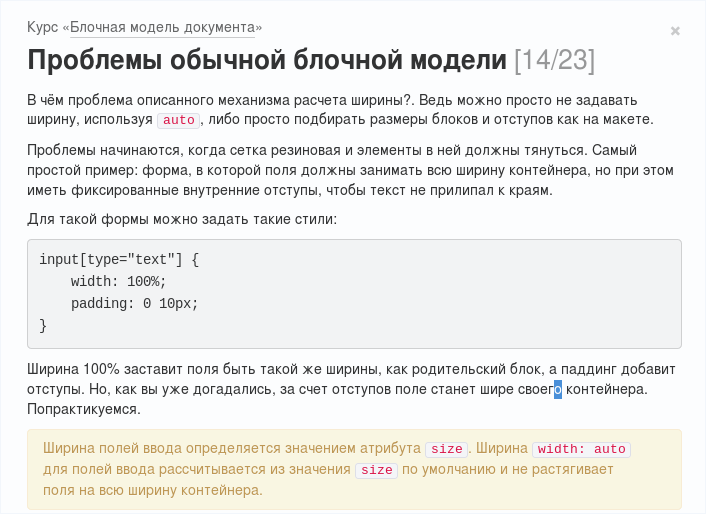 Курс «Блочная модель документа»
×
Проблемы обычной блочной модели [14/23]
В чём проблема описанного механизма расчета ширины?. Ведь можно просто не задавать
ширину, используя auto, либо просто подбирать размеры блоков и отступов как на макете.
Проблемы начинаются, когда сетка резиновая и элементы в ней должны тянуться. Самый
простой пример: форма, в которой поля должны занимать всю ширину контейнера, но при этом
иметь фиксированные внутренние отступы, чтобы текст не прилипал к краям.
Для такой формы можно задать такие стили:
input[type="text"] {
    width: 100%;
    padding: 0 10px;
}
Ширина 100% заставит поля быть такой же ширины, как родительский блок, а паддинг добавит
отступы. Но, как вы уже догадались, за счет отступов поле станет шире своего контейнера.
Попрактикуемся.
Ширина полей ввода определяется значением атрибута size. Ширина width: auto
для полей ввода рассчитывается из значения size по умолчанию и не растягивает
поля на всю ширину контейнера.